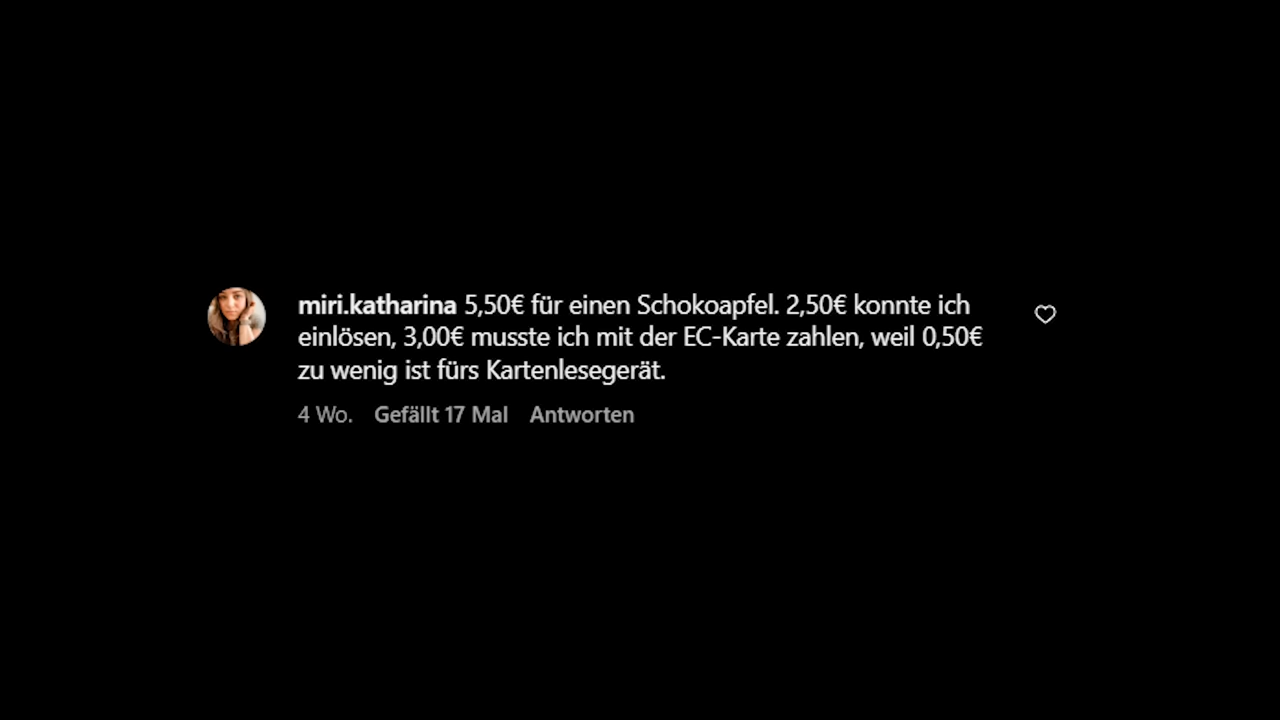 miri.katharina 5,50€ für einen Schokoapfel. 2,50€ konnte ich
einlösen, 3,00€ musste ich mit der EC-Karte zahlen, weil 0,50€
zu wenig ist fürs Kartenlesegerät.
4 Wo. Gefällt 17 Mal Antworten